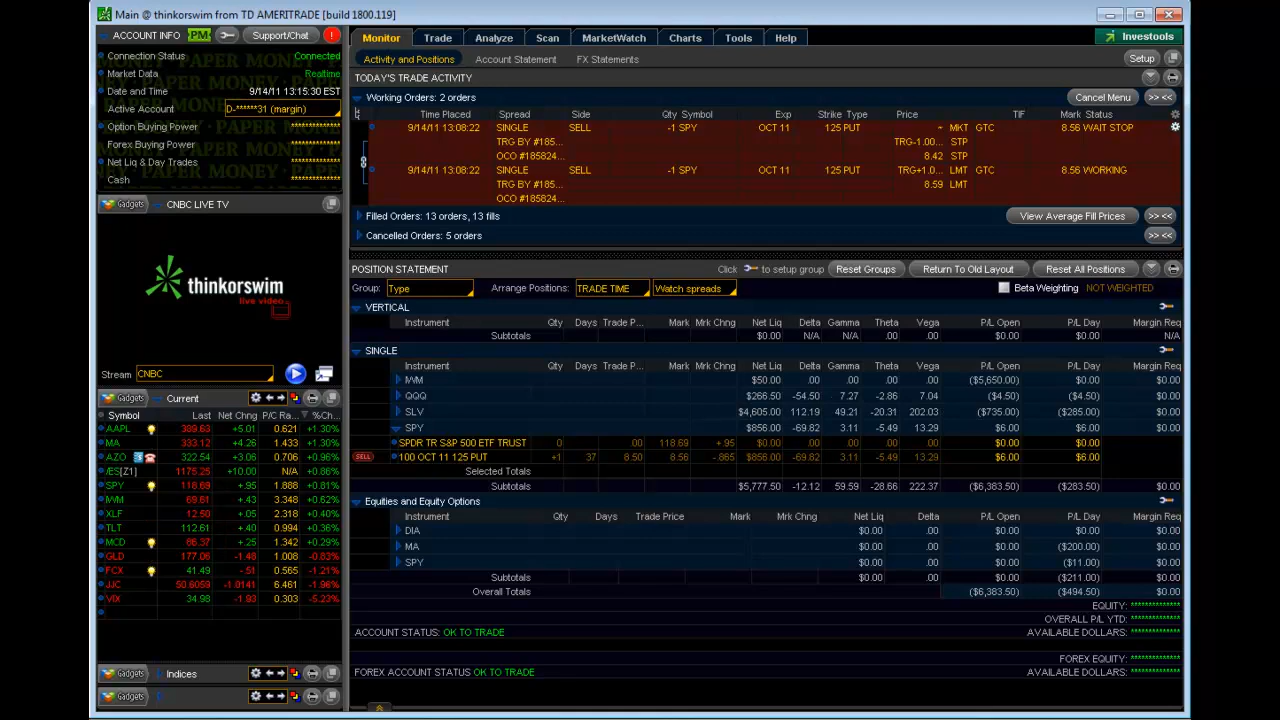 Main @ thinkorswim from TD AMERITRADE [build 1800.119]
ACCOUNT INFO PM Support/Chat !
Connection Status Connected
Market Data Realtime
Date and Time 9/14/11 13:15:30 EST
Active Account D-******31 (margin)
Option Buying Power **************
Forex Buying Power **************
Net Liq & Day Trades **************
Cash **************
Gadgets CNBC LIVE TV
thinkorswim
live video
Stream CNBC
Gadgets Current
Symbol Last Net Chng P/C Ra... %Ch...
AAPL 389.63 +5.01 0.621 +1.30%
MA 333.12 +4.26 1.433 +1.30%
AZO 322.54 +3.06 0.706 +0.96%
/ES[Z1] 1175.25 +10.00 N/A +0.86%
SPY 118.69 +.95 1.888 +0.81%
IWM 69.61 +.43 3.348 +0.62%
XLF 12.50 +.05 2.318 +0.40%
TLT 112.61 +.40 0.994 +0.36%
MCD 86.37 +.25 1.342 +0.29%
GLD 177.06 -1.48 1.008 -0.83%
FCX 41.49 -.51 0.565 -1.21%
JJC 50.6059 -1.0141 6.461 -1.96%
VIX 34.98 -1.93 0.303 -5.23%
Gadgets Indices
Gadgets
Monitor Trade Analyze Scan MarketWatch Charts Tools Help Investools
Activity and Positions Account Statement FX Statements Setup
TODAY'S TRADE ACTIVITY
Working Orders: 2 orders Cancel Menu >> <<
Time Placed Spread Side Qty Symbol Exp Strike Type Price TIF Mark Status
9/14/11 13:08:22 SINGLE SELL -1 SPY OCT 11 125 PUT - MKT GTC 8.56 WAIT STOP
TRG BY #185... TRG-1.00... STP
OCO #185824... 8.42 STP
9/14/11 13:08:22 SINGLE SELL -1 SPY OCT 11 125 PUT TRG+1.0... LMT GTC 8.56 WORKING
TRG BY #185... 8.59 LMT
OCO #185824...
Filled Orders: 13 orders, 13 fills View Average Fill Prices >> <<
Cancelled Orders: 5 orders >> <<
POSITION STATEMENT Click to setup group Reset Groups Return To Old Layout Reset All Positions
Group: Type Arrange Positions: TRADE TIME Watch spreads Beta Weighting NOT WEIGHTED
VERTICAL
Instrument Qty Days Trade P... Mark Mrk Chng Net Liq Delta Gamma Theta Vega P/L Open P/L Day Margin Req
Subtotals $0.00 N/A N/A .00 .00 $0.00 $0.00 N/A
SINGLE
Instrument Qty Days Trade P... Mark Mrk Chng Net Liq Delta Gamma Theta Vega P/L Open P/L Day Margin Req
IWM $50.00 .00 .00 .00 .00 ($5,650.00) $0.00 $0.00
QQQ $266.50 -54.50 7.27 -2.86 7.04 ($4.50) ($4.50) $0.00
SLV $4,605.00 112.19 49.21 -20.31 202.03 ($735.00) ($285.00) $0.00
SPY $856.00 -69.82 3.11 -5.49 13.29 $6.00 $6.00 $0.00
SPDR TR S&P 500 ETF TRUST 0 .00 118.69 +.95 $0.00 .00 .00 .00 .00 $0.00 $0.00
SELL 100 OCT 11 125 PUT +1 37 8.50 8.56 -.865 $856.00 -69.82 3.11 -5.49 13.29 $6.00 $6.00
Selected Totals
Subtotals $5,777.50 -12.12 59.59 -28.66 222.37 ($6,383.50) ($283.50) $0.00
Equities and Equity Options
Instrument Qty Days Trade Price Mark Mrk Chng Net Liq Delta P/L Open P/L Day Margin Req
DIA $0.00 .00 $0.00 $0.00 $0.00
MA $0.00 .00 $0.00 ($200.00) $0.00
SPY $0.00 .00 $0.00 ($11.00) $0.00
Subtotals $0.00 .00 $0.00 ($211.00) $0.00
Overall Totals ($6,383.50) ($494.50) $0.00
EQUITY: **************
OVERALL P/L YTD: **************
ACCOUNT STATUS: OK TO TRADE AVAILABLE DOLLARS: **************
FOREX EQUITY: **************
FOREX ACCOUNT STATUS OK TO TRADE AVAILABLE DOLLARS: **************